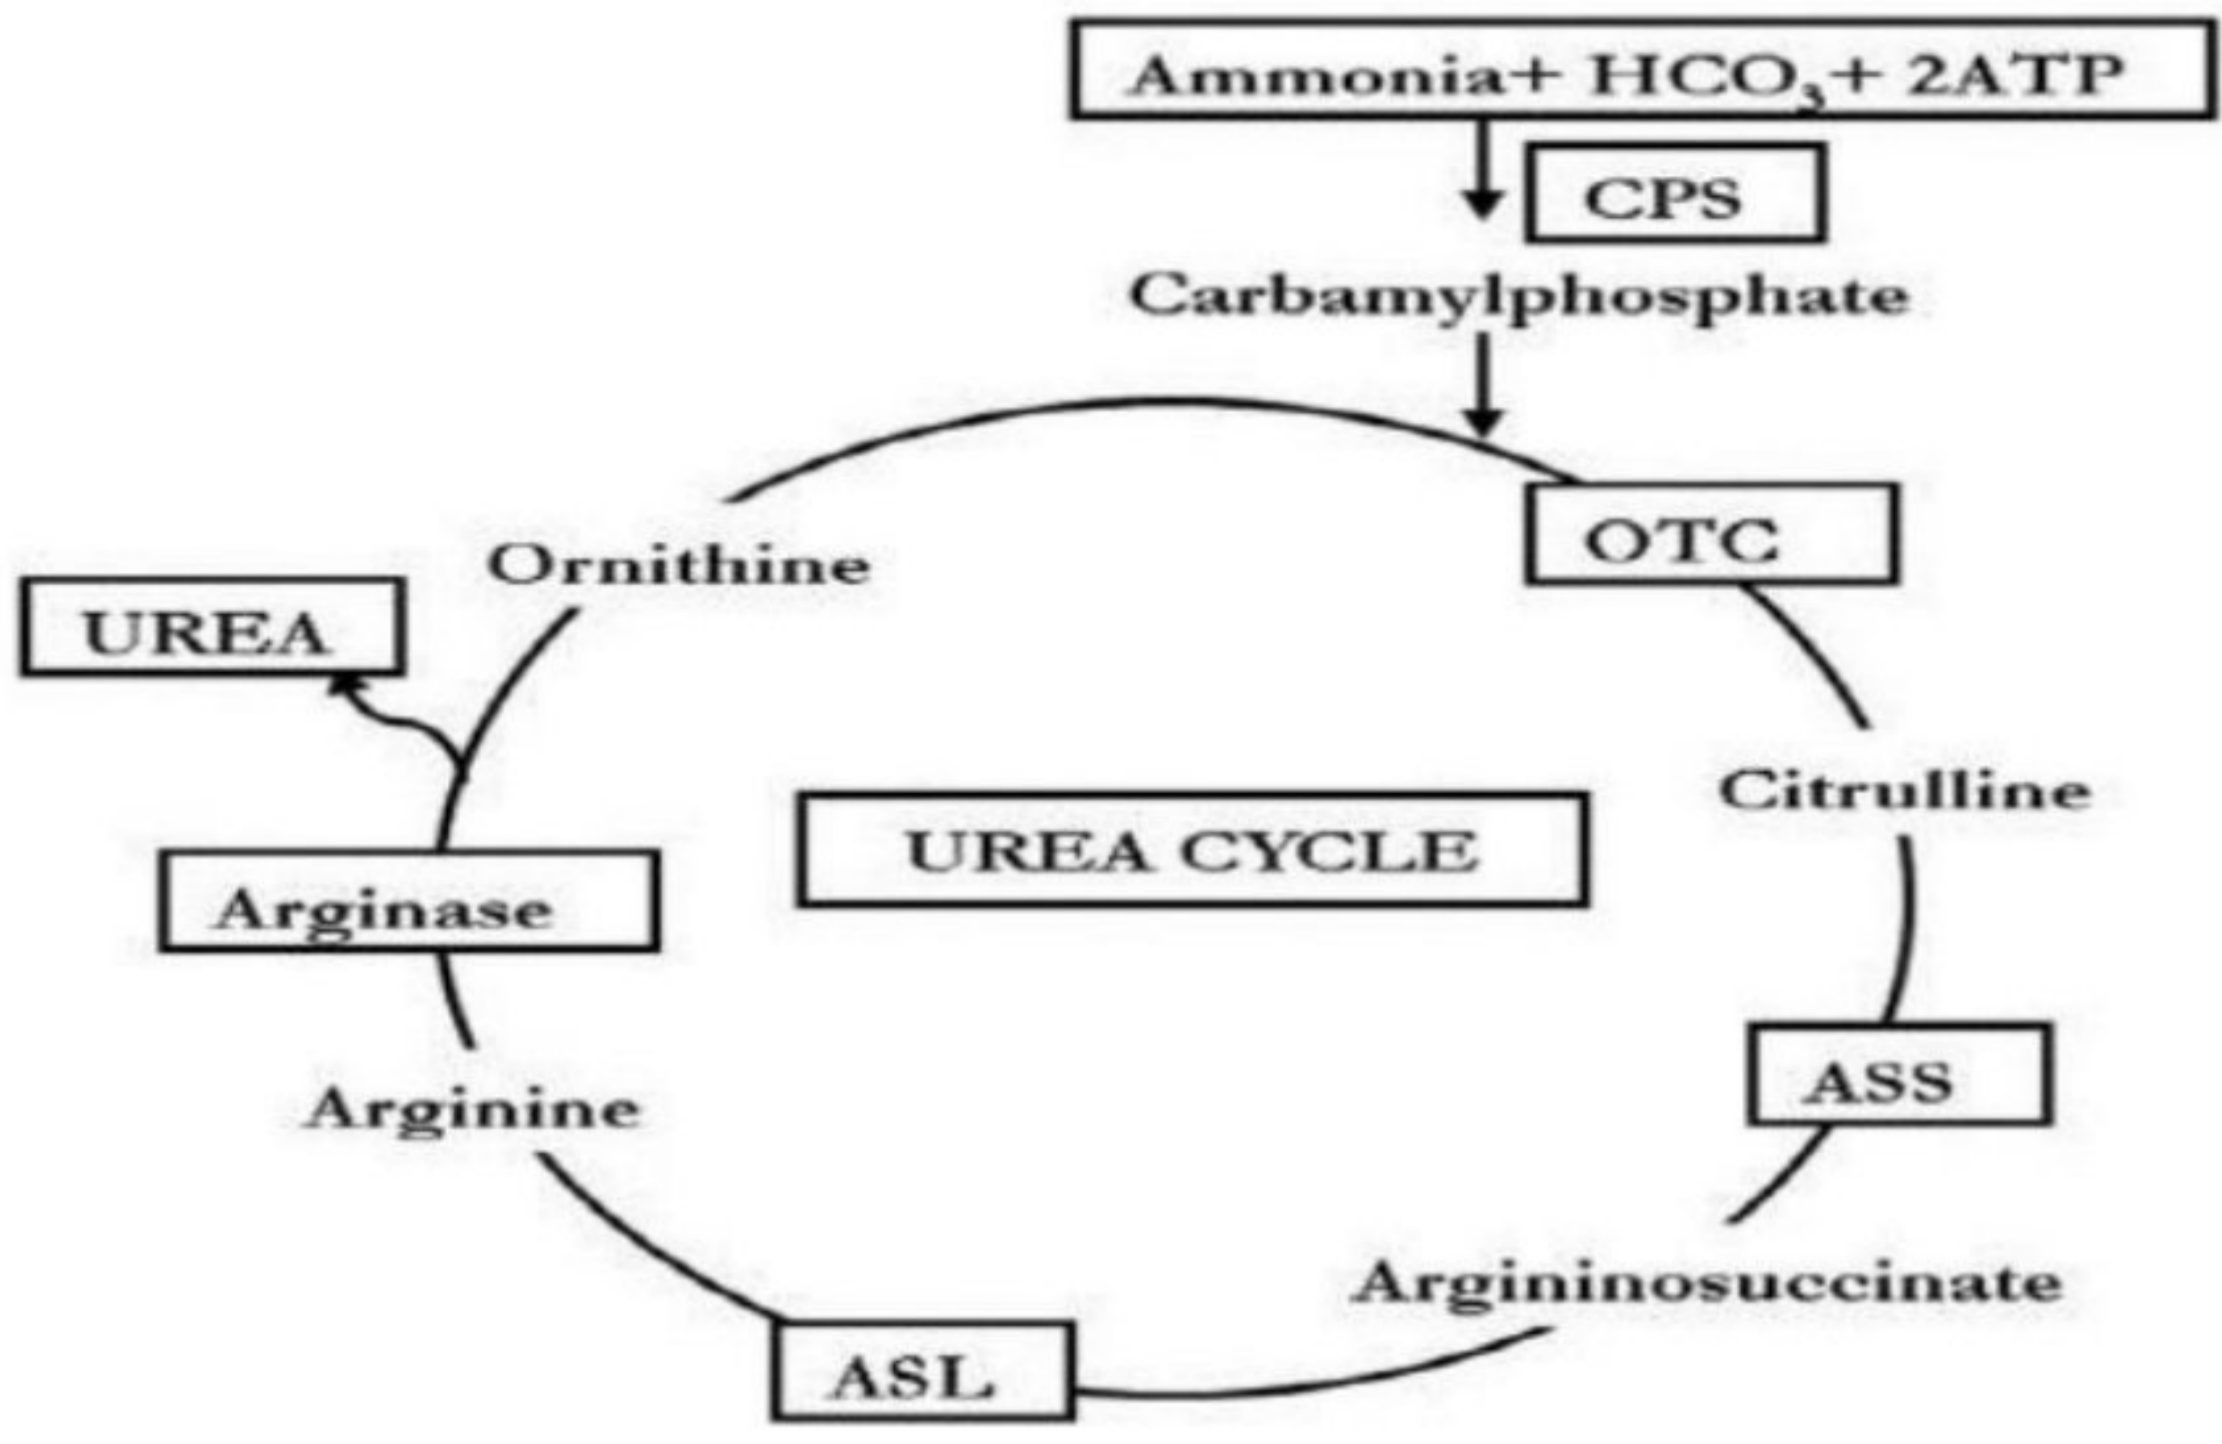 Ammonia+ HCO₃+ 2ATP
CPS
Carbamylphosphate
OTC
Ornithine
UREA
Citrulline
UREA CYCLE
Arginase
ASS
Arginine
Argininosuccinate
ASL